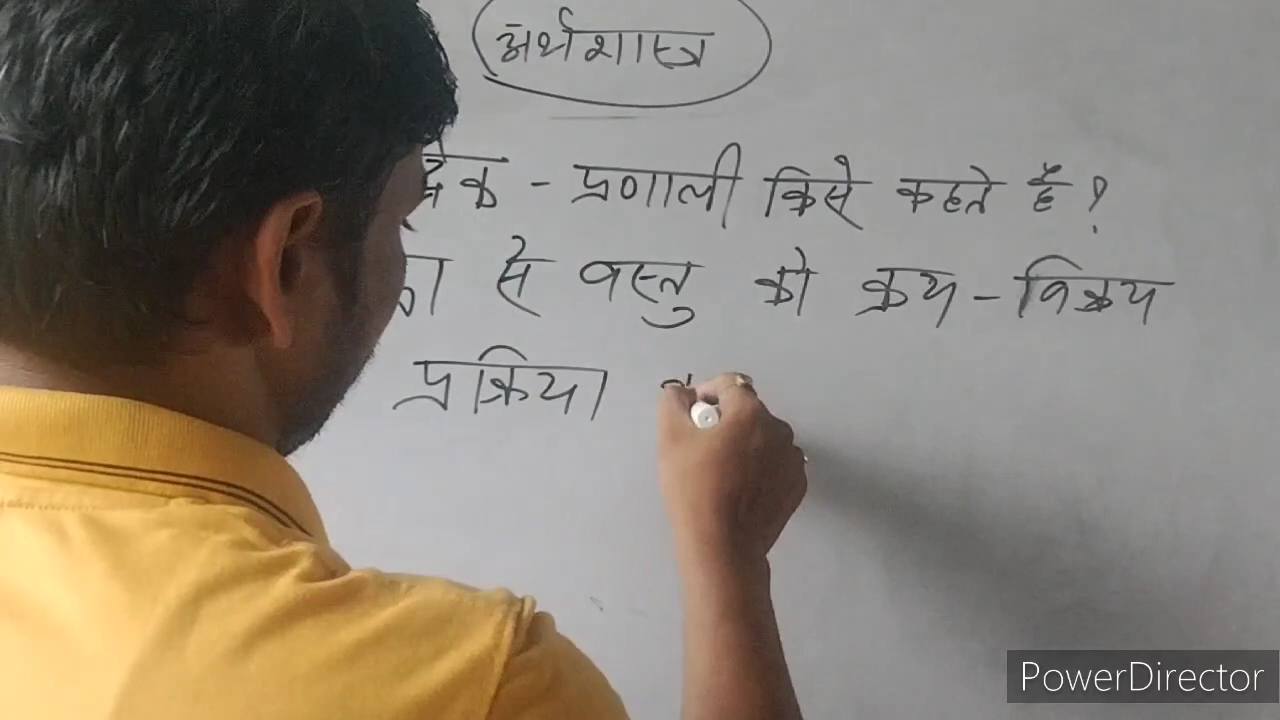 अर्थशास्त्र
प्रणाली किसे कहते हैं ?
से वस्तु को क्रय - विक्रय
प्रक्रिया
PowerDirector